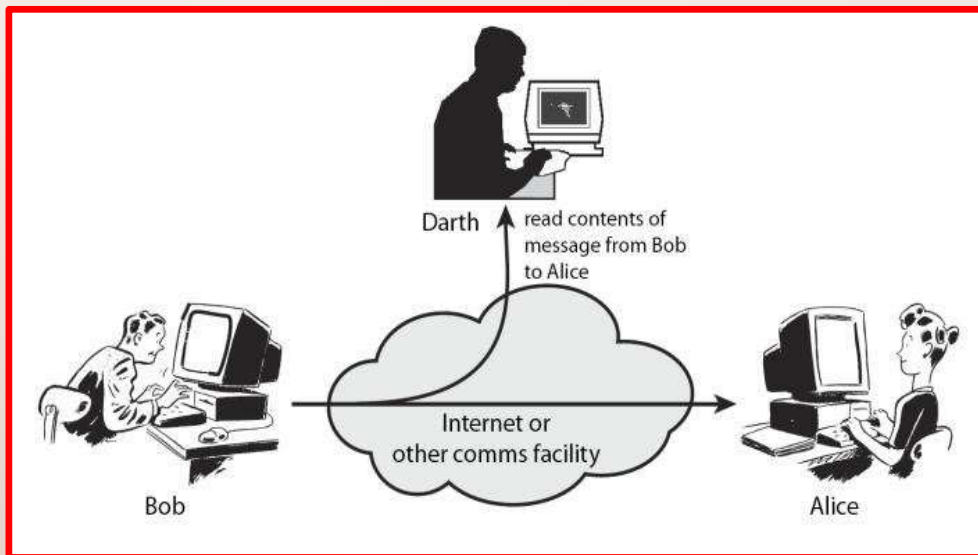 Darth
read contents of
message from Bob
to Alice
Internet or
other comms facility
Bob
Alice